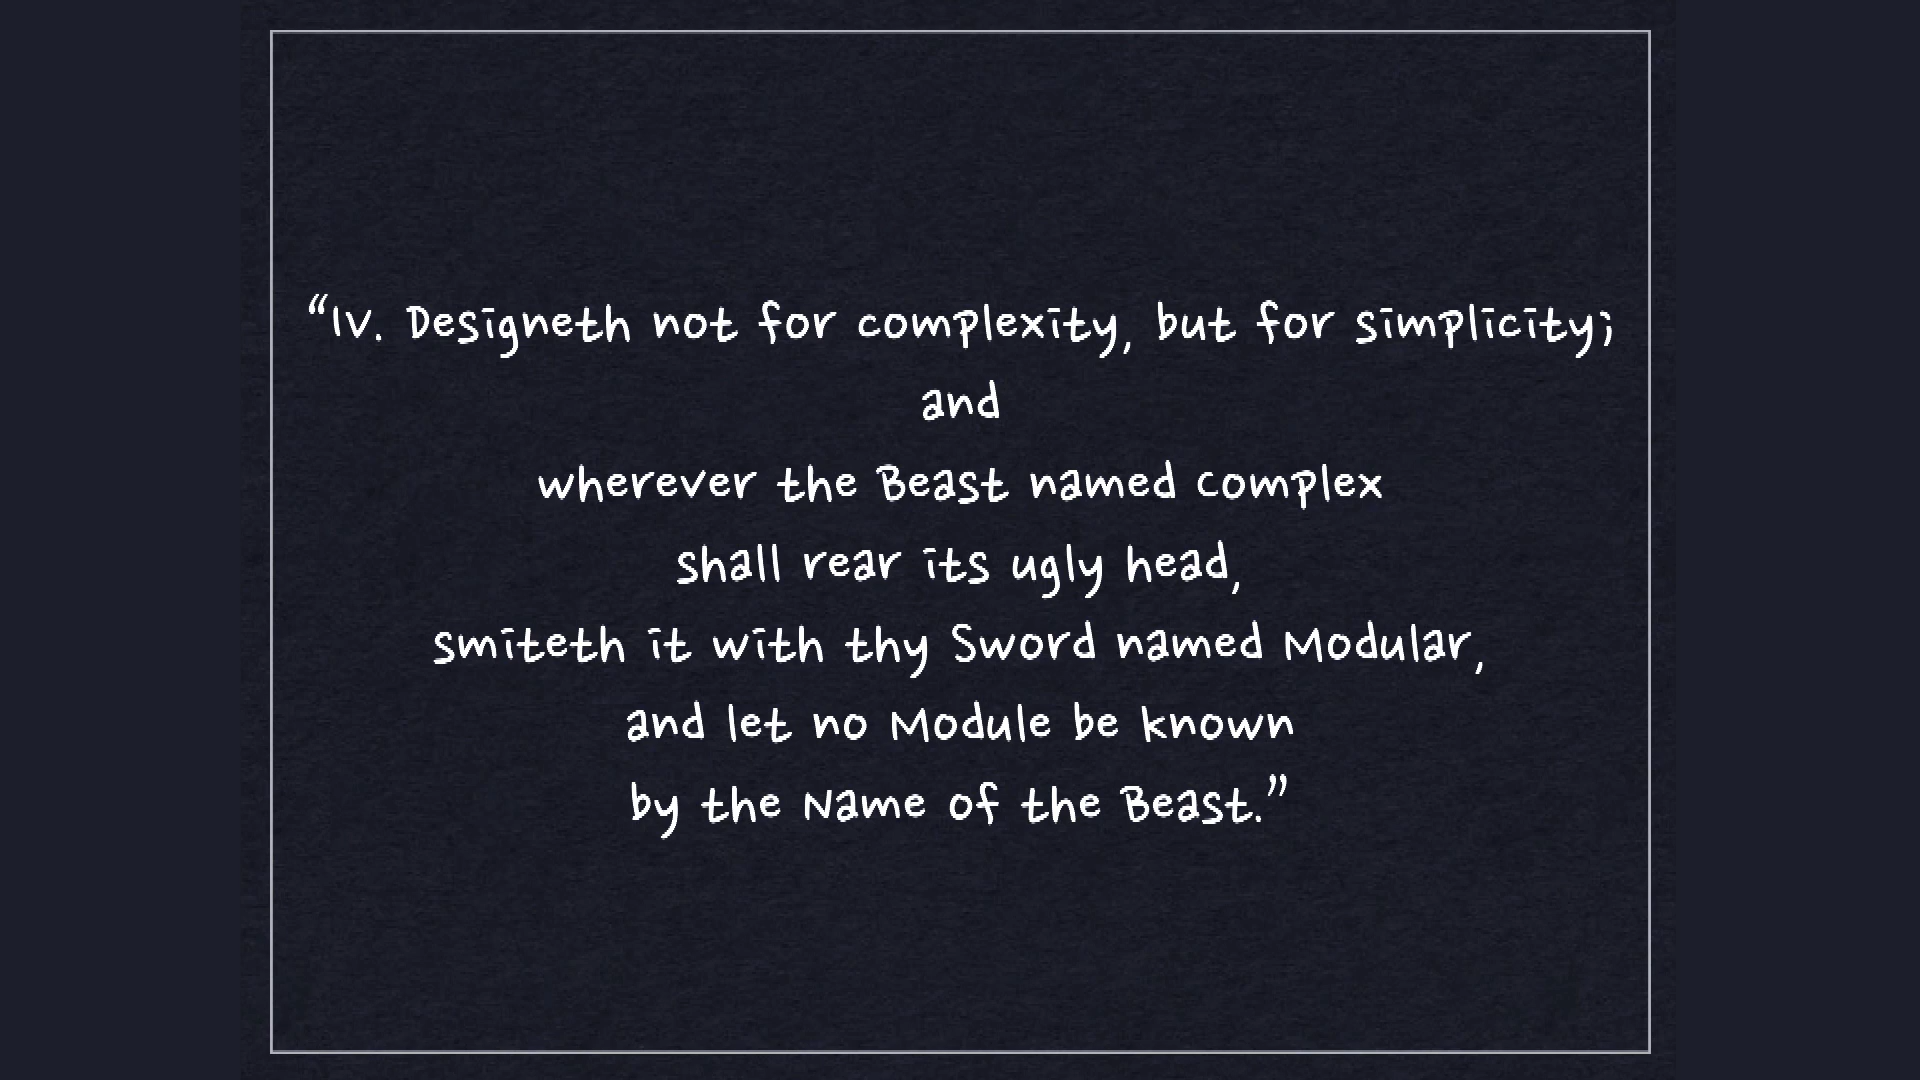 “IV. Designeth not for complexity, but for simplicity;
and
wherever the Beast named Complex
shall rear its ugly head,
smiteth it with thy Sword named Modular,
and let no Module be known
by the Name of the Beast.”